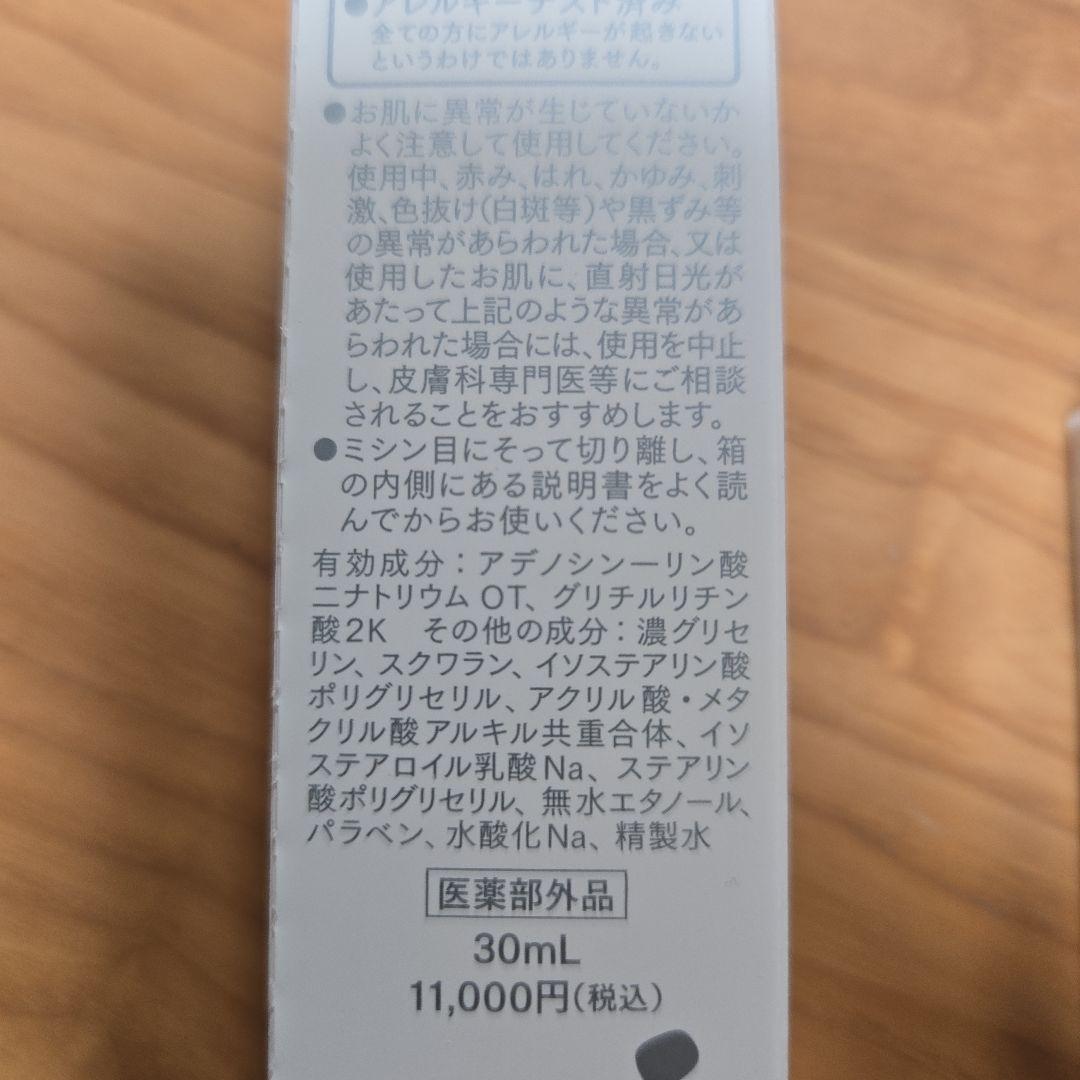 ●アレルギーテスト済み
全ての方にアレルギーが起きない
というわけではありません。
●お肌に異常が生じていないか
よく注意して使用してください。
使用中、赤み、はれ、かゆみ、刺
激、色抜け(白斑等)や黒ずみ等
の異常があらわれた場合、又は
使用したお肌に、直射日光が
あたって上記のような異常があ
らわれた場合には、使用を中止
し、皮膚科専門医等にご相談
されることをおすすめします。
●ミシン目にそって切り離し、箱
の内側にある説明書をよく読
んでからお使いください。
有効成分：アデノシン一リン酸
二ナトリウム OT、グリチルリチン
酸2K　その他の成分：濃グリセ
リン、スクワラン、イソステアリン酸
ポリグリセリル、アクリル酸・メタ
クリル酸アルキル共重合体、イソ
ステアロイル乳酸Na、ステアリン
酸ポリグリセリル、無水エタノール、
パラベン、水酸化Na、精製水
医薬部外品
30mL
11,000円(税込)